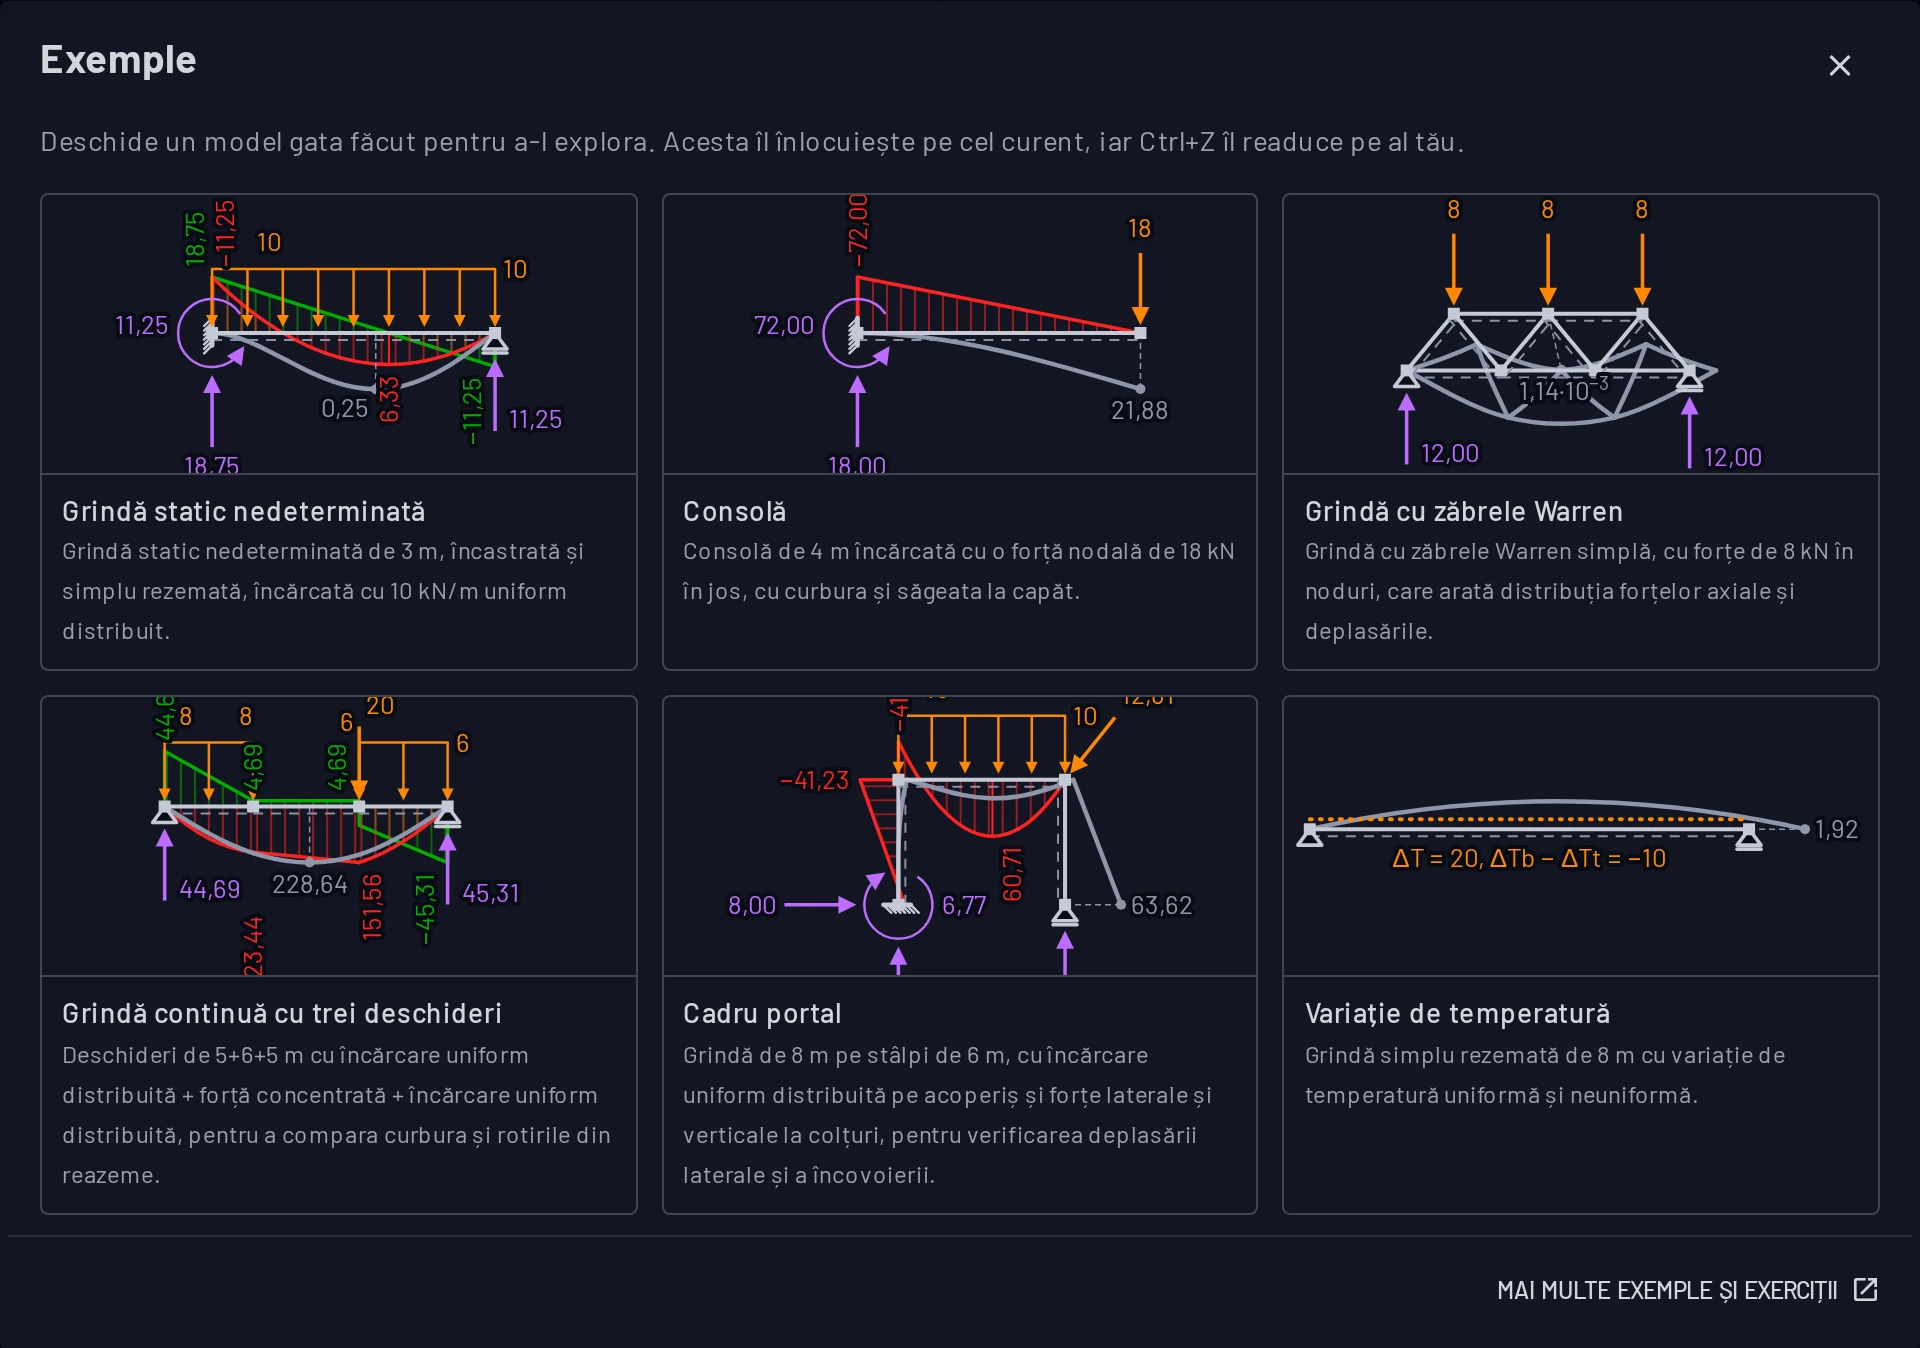 Exemple
Deschide un model gata făcut pentru a-l explora. Acesta îl înlocuiește pe cel curent, iar Ctrl+Z îl readuce pe al tău.
18,75
−11,25
10
10
11,25
0,25
6,33
−11,25
11,25
18,75
Grindă static nedeterminată
Grindă static nedeterminată de 3 m, încastrată și
simplu rezemată, încărcată cu 10 kN/m uniform
distribuit.
−72,00
18
72,00
21,88
18,00
Consolă
Consolă de 4 m încărcată cu o forță nodală de 18 kN
în jos, cu curbura și săgeata la capăt.
8
8
8
1,14·10⁻³
12,00
12,00
Grindă cu zăbrele Warren
Grindă cu zăbrele Warren simplă, cu forțe de 8 kN în
noduri, care arată distribuția forțelor axiale și
deplasările.
44,6
8
8
4,69
4,69
6
20
6
44,69
228,64
151,56
−45,31
45,31
23,44
Grindă continuă cu trei deschideri
Deschideri de 5+6+5 m cu încărcare uniform
distribuită + forță concentrată + încărcare uniform
distribuită, pentru a compara curbura și rotirile din
reazeme.
−41
10
−41,23
60,71
8,00
6,77
63,62
Cadru portal
Grindă de 8 m pe stâlpi de 6 m, cu încărcare
uniform distribuită pe acoperiș și forțe laterale și
verticale la colțuri, pentru verificarea deplasării
laterale și a încovoierii.
1,92
ΔT = 20, ΔTb − ΔTt = −10
Variație de temperatură
Grindă simplu rezemată de 8 m cu variație de
temperatură uniformă și neuniformă.
MAI MULTE EXEMPLE ȘI EXERCIȚII